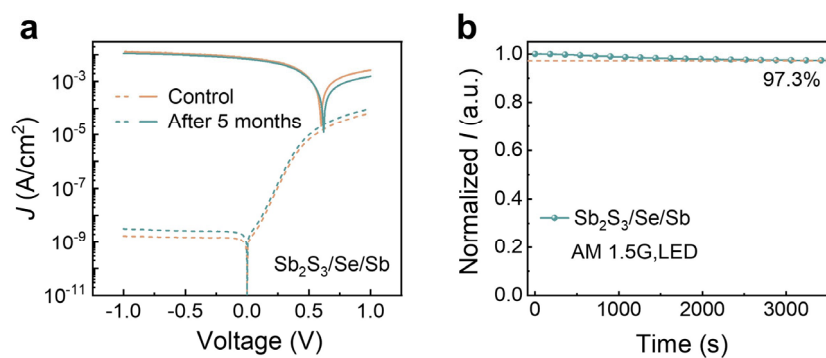 a
J (A/cm²)
10⁻³
10⁻⁵
10⁻⁷
10⁻⁹
10⁻¹¹
Control
After 5 months
Sb₂S₃/Se/Sb
-1.0
-0.5
0.0
0.5
1.0
Voltage (V)
b
Normalized I (a.u.)
1.0
0.8
0.6
0.4
0.2
0.0
97.3%
Sb₂S₃/Se/Sb
AM 1.5G,LED
0
1000
2000
3000
Time (s)